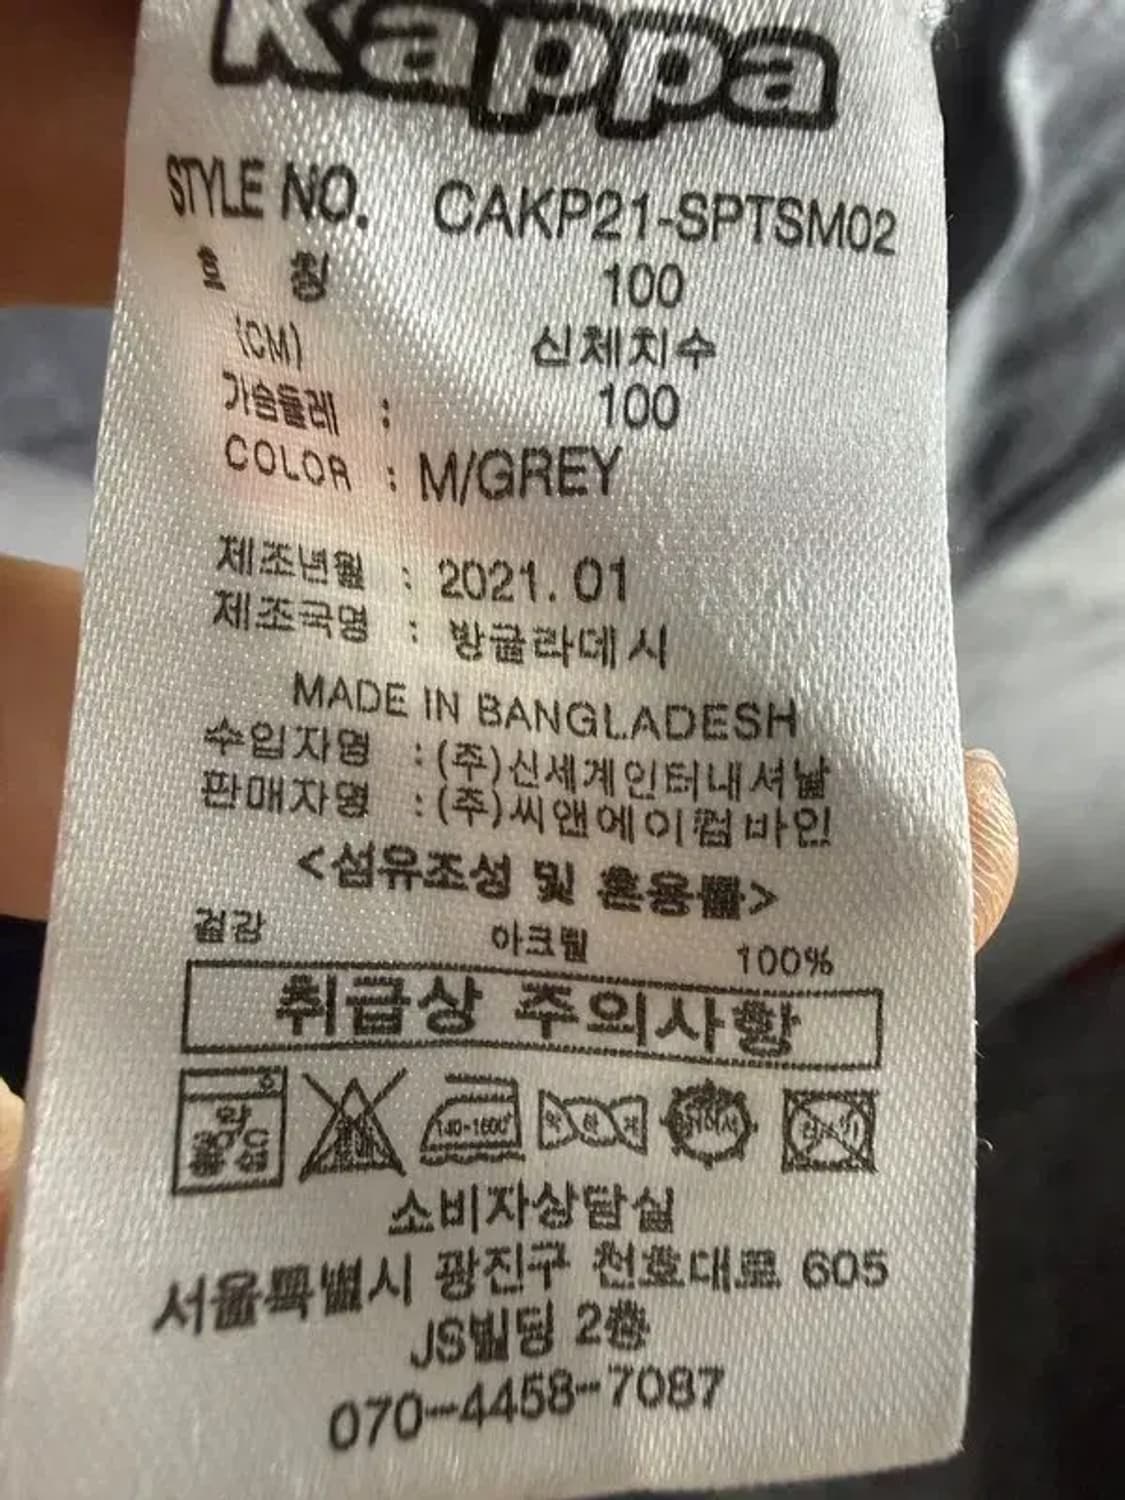 Kappa
STYLE NO. CAKP21-SPTSM02
호 칭 100
(CM) 신체치수
가슴둘레 : 100
COLOR : M/GREY
제조년월 : 2021. 01
제조국명 : 방글라데시
MADE IN BANGLADESH
수입자명 : (주)신세계인터내셔날
판매자명 : (주)씨앤에이컴바인
<섬유조성 및 혼용률>
겉감 아크릴 100%
취급상 주의사항
약 하 게
140-160°C
소비자상담실
서울특별시 광진구 천호대로 605
JS빌딩 2층
070-4458-7087